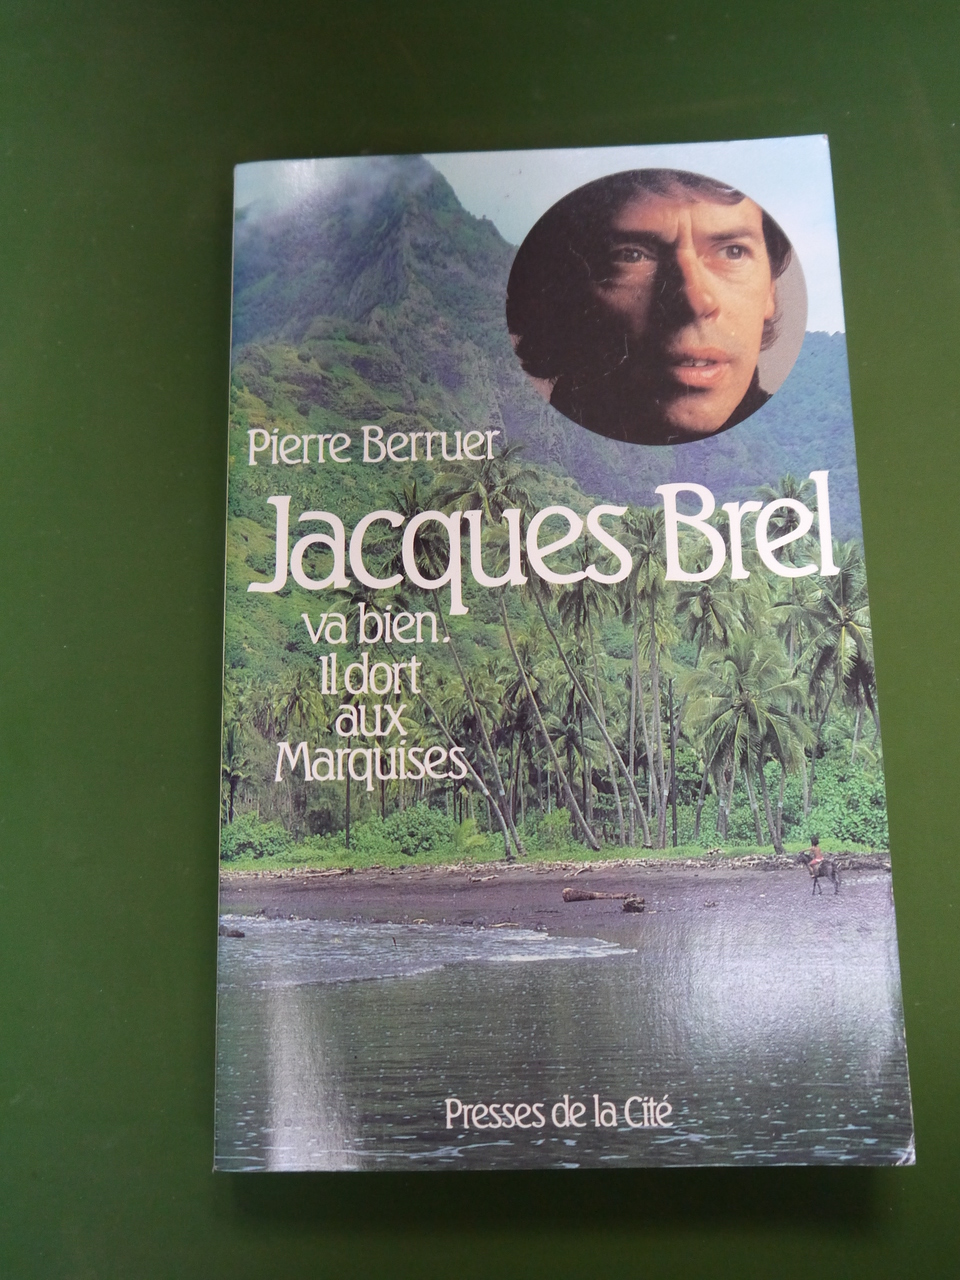 Pierre Berruer
Jacques Brel
va bien.
Il dort
aux
Marquises
Presses de la Cité